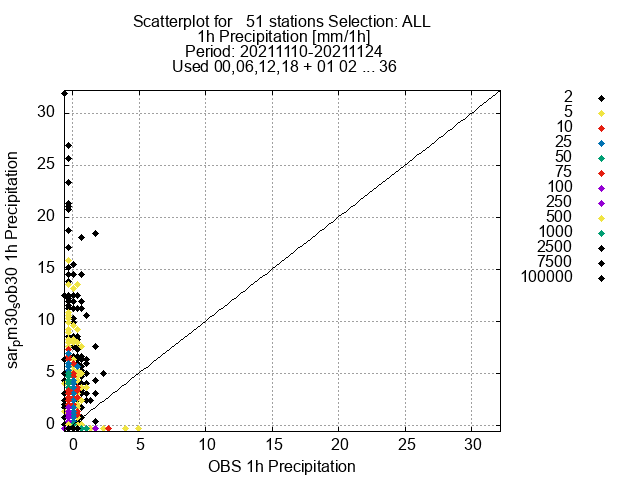 Scatterplot for 51 stations Selection: ALL
1h Precipitation [mm/1h]
Period: 20211110-20211124
Used 00,06,12,18 + 01 02 ... 36
sarpm30sob30 1h Precipitation
30
25
20
15
10
5
0
0 5 10 15 20 25 30
OBS 1h Precipitation
2
5
10
25
50
75
100
250
500
1000
2500
7500
100000